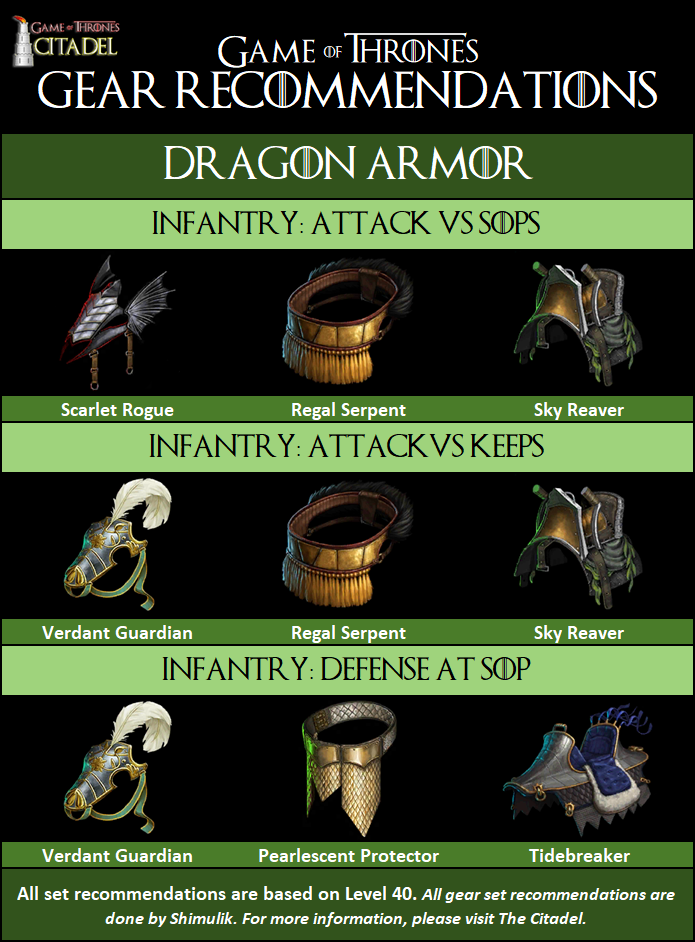 GAME OF THRONES
CITADEL
GAME OF THRONES
GEAR RECOMMENDATIONS
DRAGON ARMOR
INFANTRY: ATTACK VS SOPS
Scarlet Rogue Regal Serpent Sky Reaver
INFANTRY: ATTACK VS KEEPS
Verdant Guardian Regal Serpent Sky Reaver
INFANTRY: DEFENSE AT SOP
Verdant Guardian Pearlescent Protector Tidebreaker
All set recommendations are based on Level 40. All gear set recommendations are
done by Shimulik. For more information, please visit The Citadel.